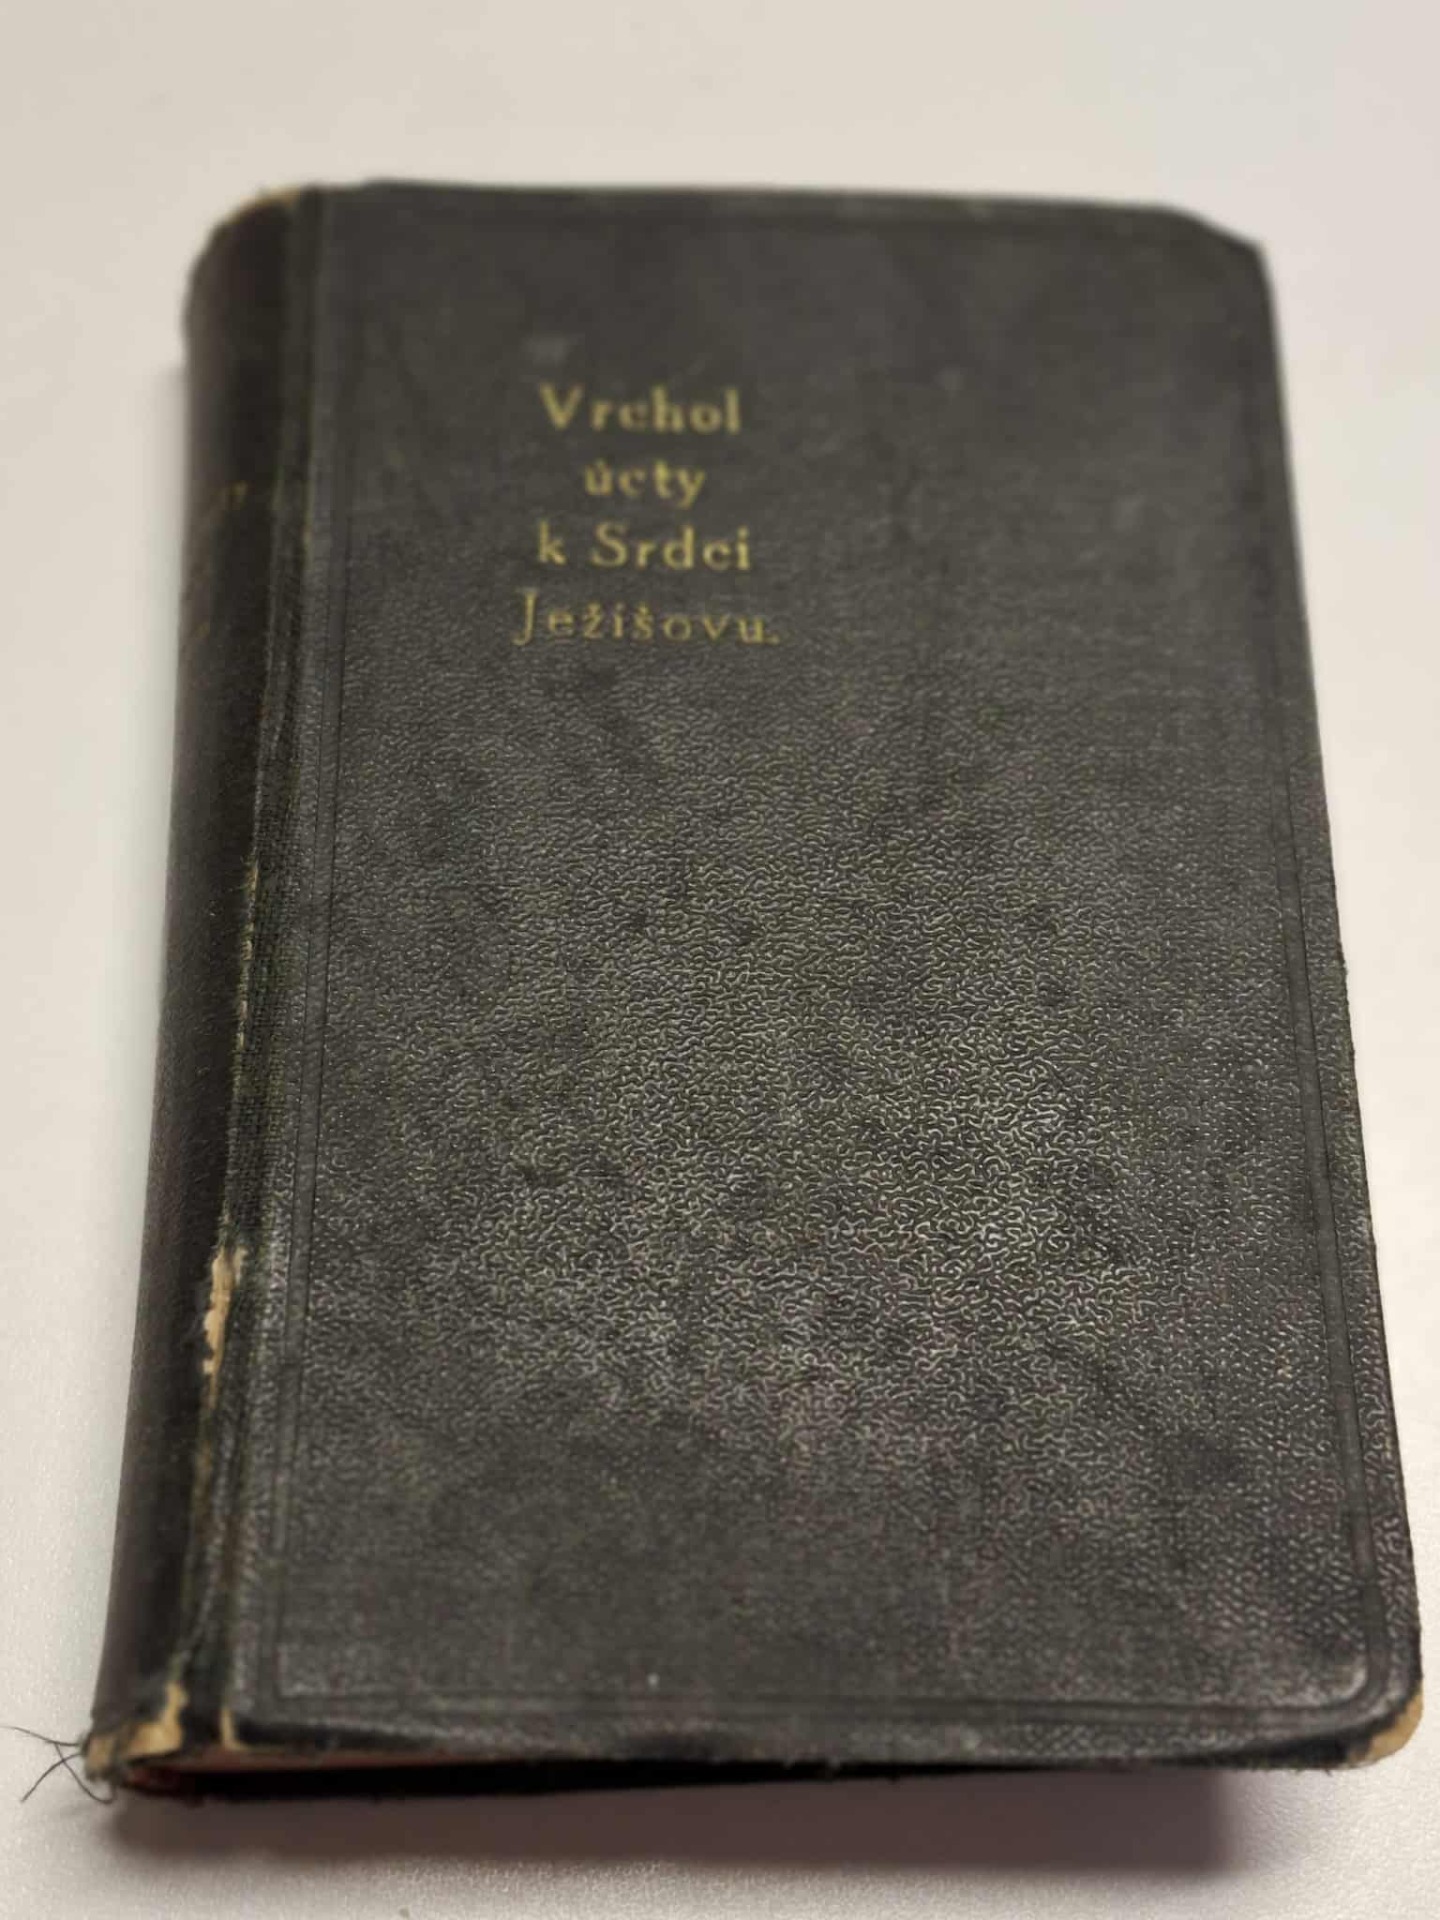 Vrchol
úcty
k Srdci
Ježíšovu.